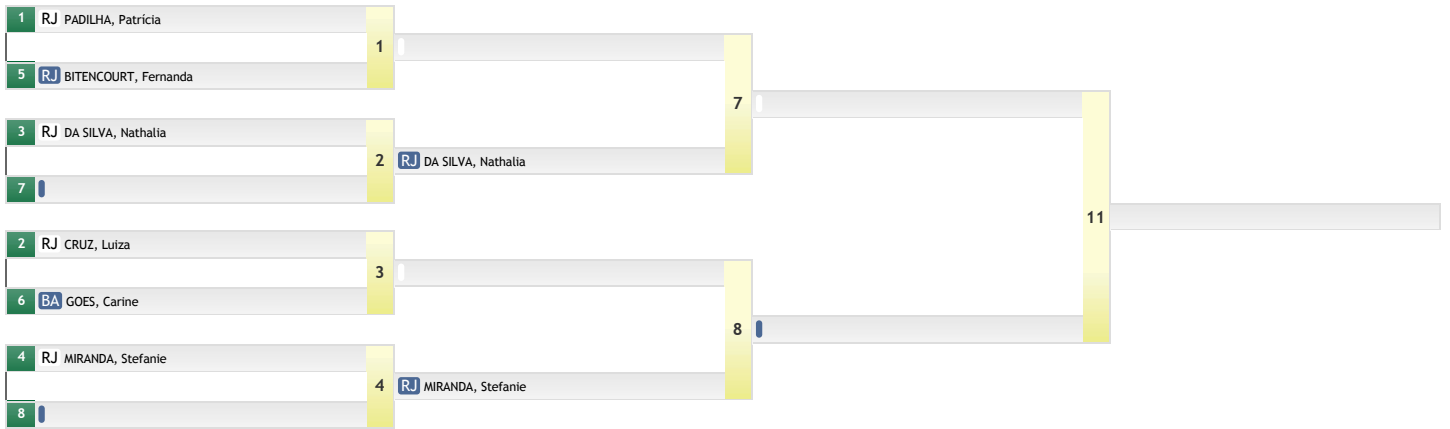 1 RJ PADILHA, Patrícia
1
5 RJ BITENCOURT, Fernanda
7
3 RJ DA SILVA, Nathalia
2 RJ DA SILVA, Nathalia
7
11
2 RJ CRUZ, Luiza
3
6 BA GOES, Carine
8
4 RJ MIRANDA, Stefanie
4 RJ MIRANDA, Stefanie
8